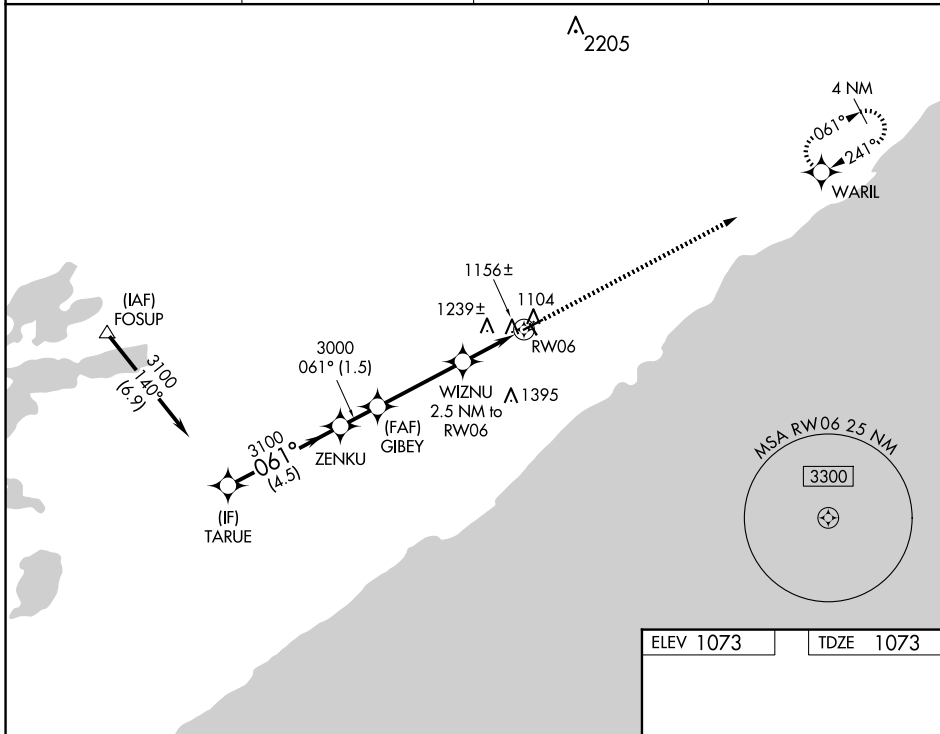 2205
4 NM
061°
241°
WARIL
1156±
1239±
1104
RW06
(IAF)
FOSUP
3100
140°
(6.9)
3000
061° (1.5)
WIZNU
2.5 NM to
RW06
1395
(FAF)
GIBEY
ZENKU
3100
061°
(4.5)
(IF)
TARUE
MSA RW06 25 NM
3300
ELEV 1073
TDZE 1073